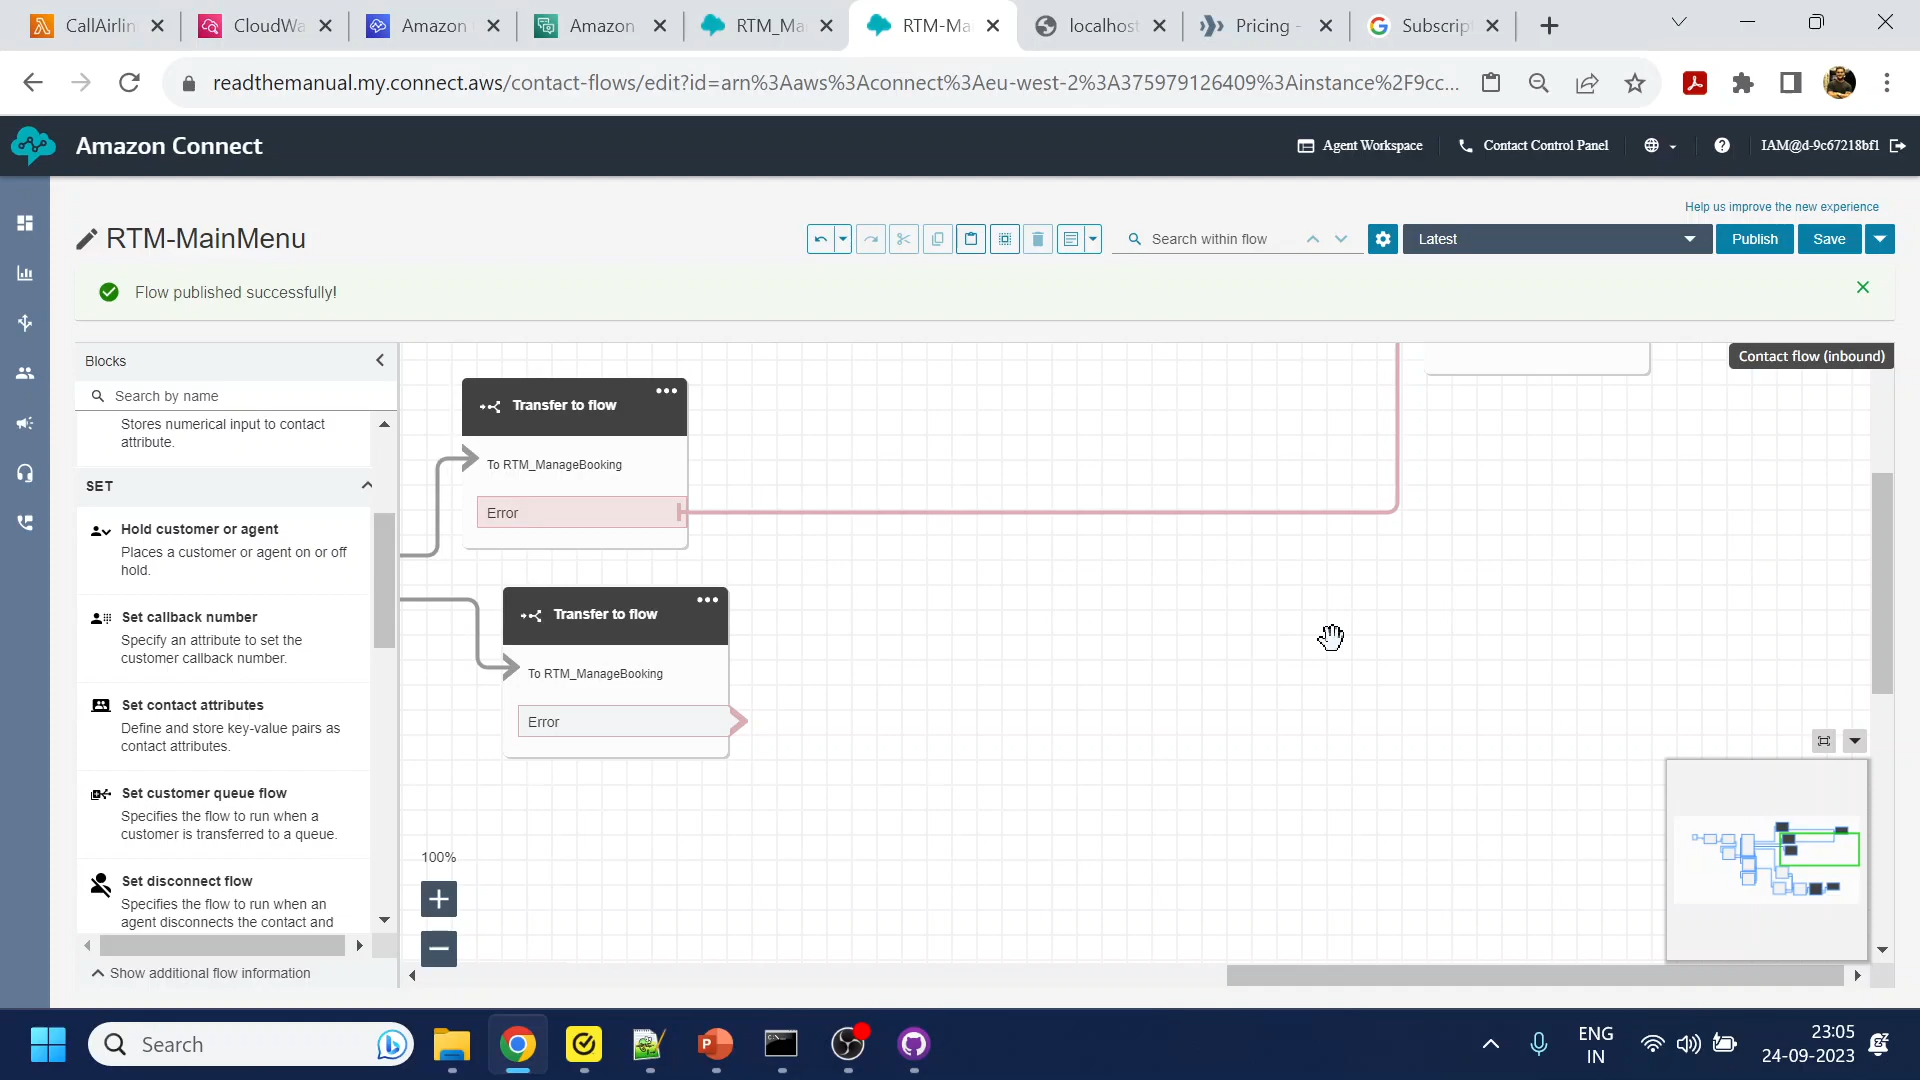 CallAirlin
CloudWa
Amazon
Amazon
RTM_Ma
RTM-Ma
localhost
Pricing -
Subscrip
readthemanual.my.connect.aws/contact-flows/edit?id=arn%3Aaws%3Aconnect%3Aeu-west-2%3A375979126409%3Ainstance%2F9cc...
Amazon Connect
Agent Workspace
Contact Control Panel
IAM@d-9c67218bf1
Help us improve the new experience
RTM-MainMenu
Search within flow
Latest
Publish
Save
Flow published successfully!
Blocks
Contact flow (inbound)
Search by name
Stores numerical input to contact
attribute.
SET
Hold customer or agent
Places a customer or agent on or off
hold.
Set callback number
Specify an attribute to set the
customer callback number.
Set contact attributes
Define and store key-value pairs as
contact attributes.
Set customer queue flow
Specifies the flow to run when a
customer is transferred to a queue.
Set disconnect flow
Specifies the flow to run when an
agent disconnects the contact and
Show additional flow information
Transfer to flow
To RTM_ManageBooking
Error
Transfer to flow
To RTM_ManageBooking
Error
100%
Search
ENG
IN
23:05
24-09-2023